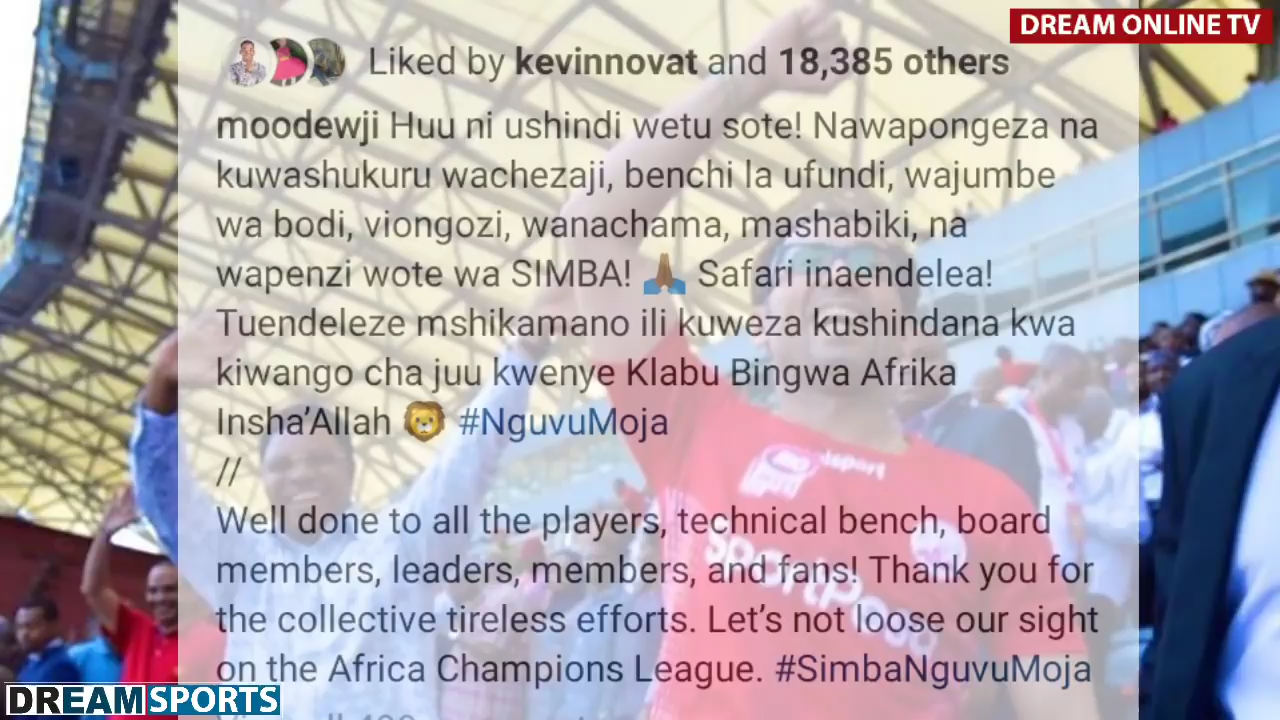 DREAM ONLINE TV
Liked by kevinnovat and 18,385 others
moodewji Huu ni ushindi wetu sote! Nawapongeza na
kuwashukuru wachezaji, benchi la ufundi, wajumbe
wa bodi, viongozi, wanachama, mashabiki, na
wapenzi wote wa SIMBA! 🙏🏾 Safari inaendelea!
Tuendeleze mshikamano ili kuweza kushindana kwa
kiwango cha juu kwenye Klabu Bingwa Afrika
Insha’Allah 🦁 #NguvuMoja
//
Well done to all the players, technical bench, board
members, leaders, members, and fans! Thank you for
the collective tireless efforts. Let’s not loose our sight
on the Africa Champions League. #SimbaNguvuMoja
DREAMSPORTS